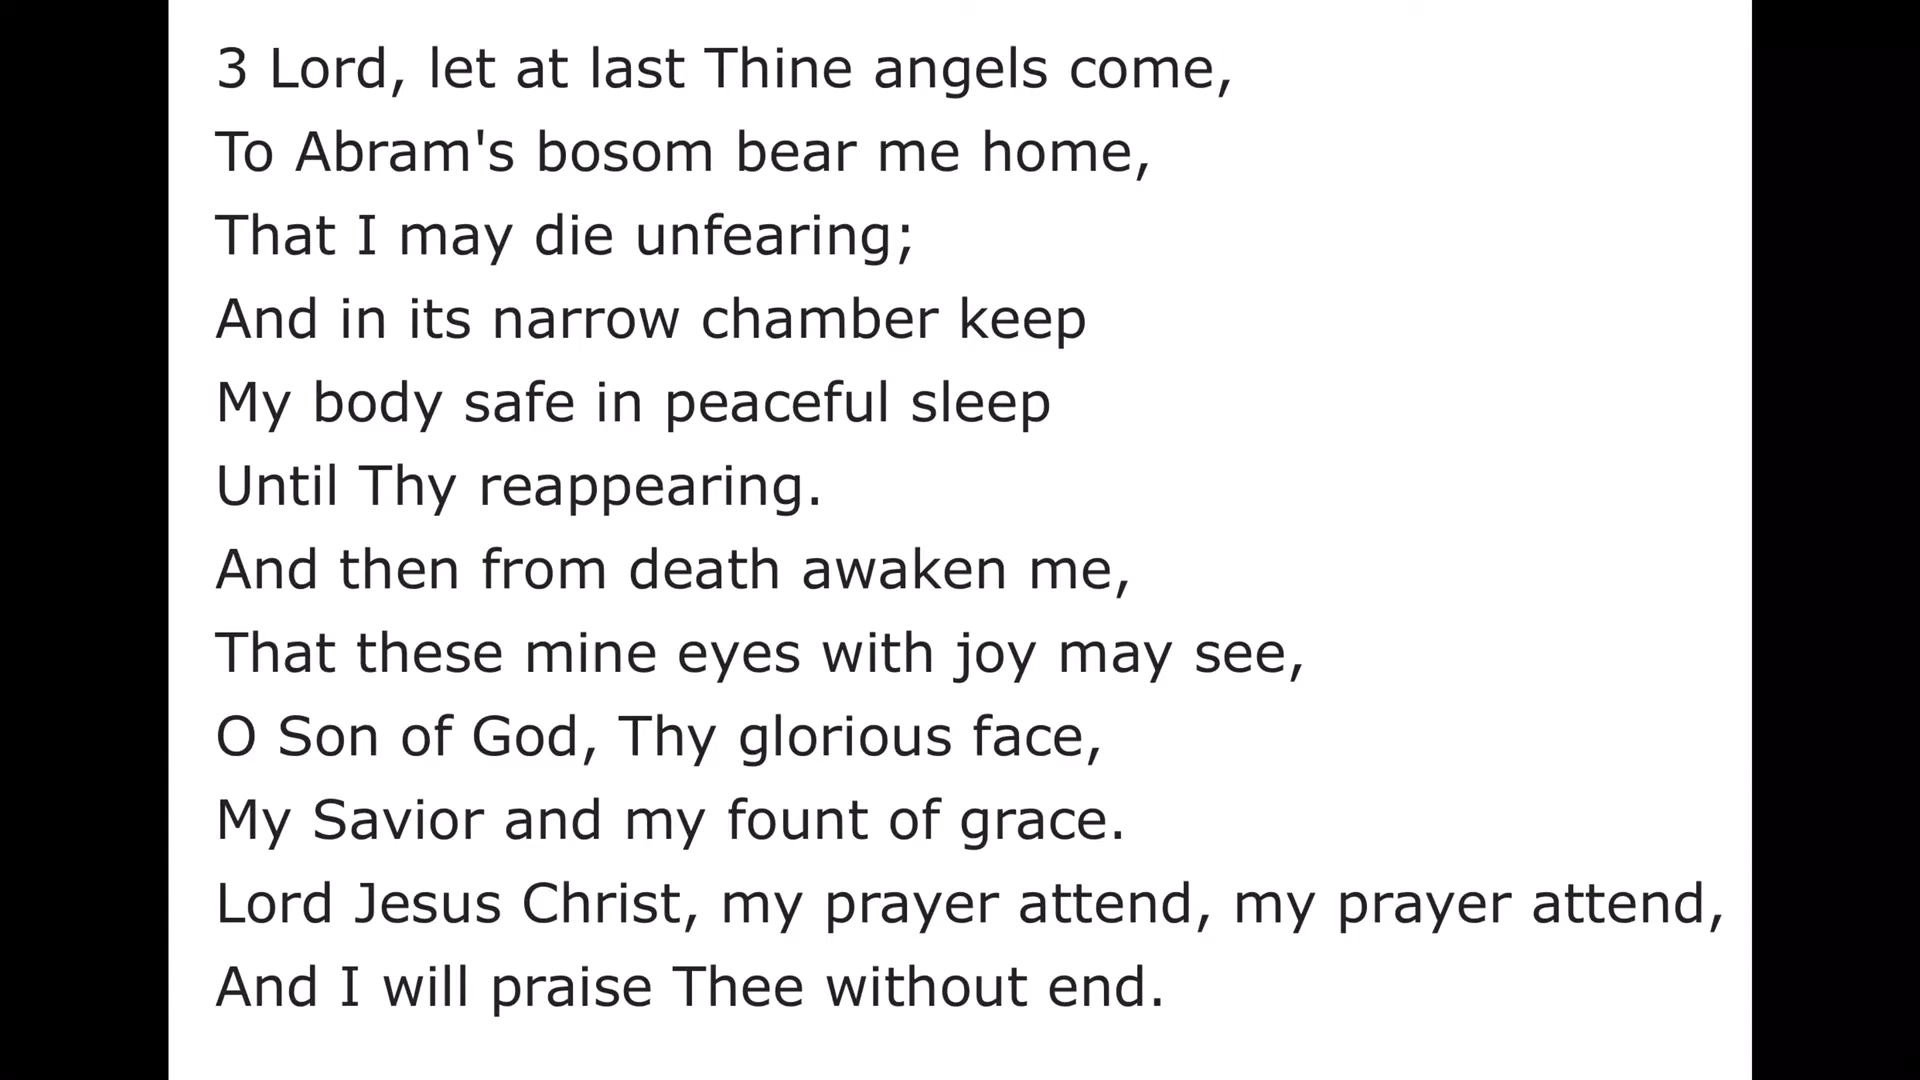 3 Lord, let at last Thine angels come,
To Abram's bosom bear me home,
That I may die unfearing;
And in its narrow chamber keep
My body safe in peaceful sleep
Until Thy reappearing.
And then from death awaken me,
That these mine eyes with joy may see,
O Son of God, Thy glorious face,
My Savior and my fount of grace.
Lord Jesus Christ, my prayer attend, my prayer attend,
And I will praise Thee without end.